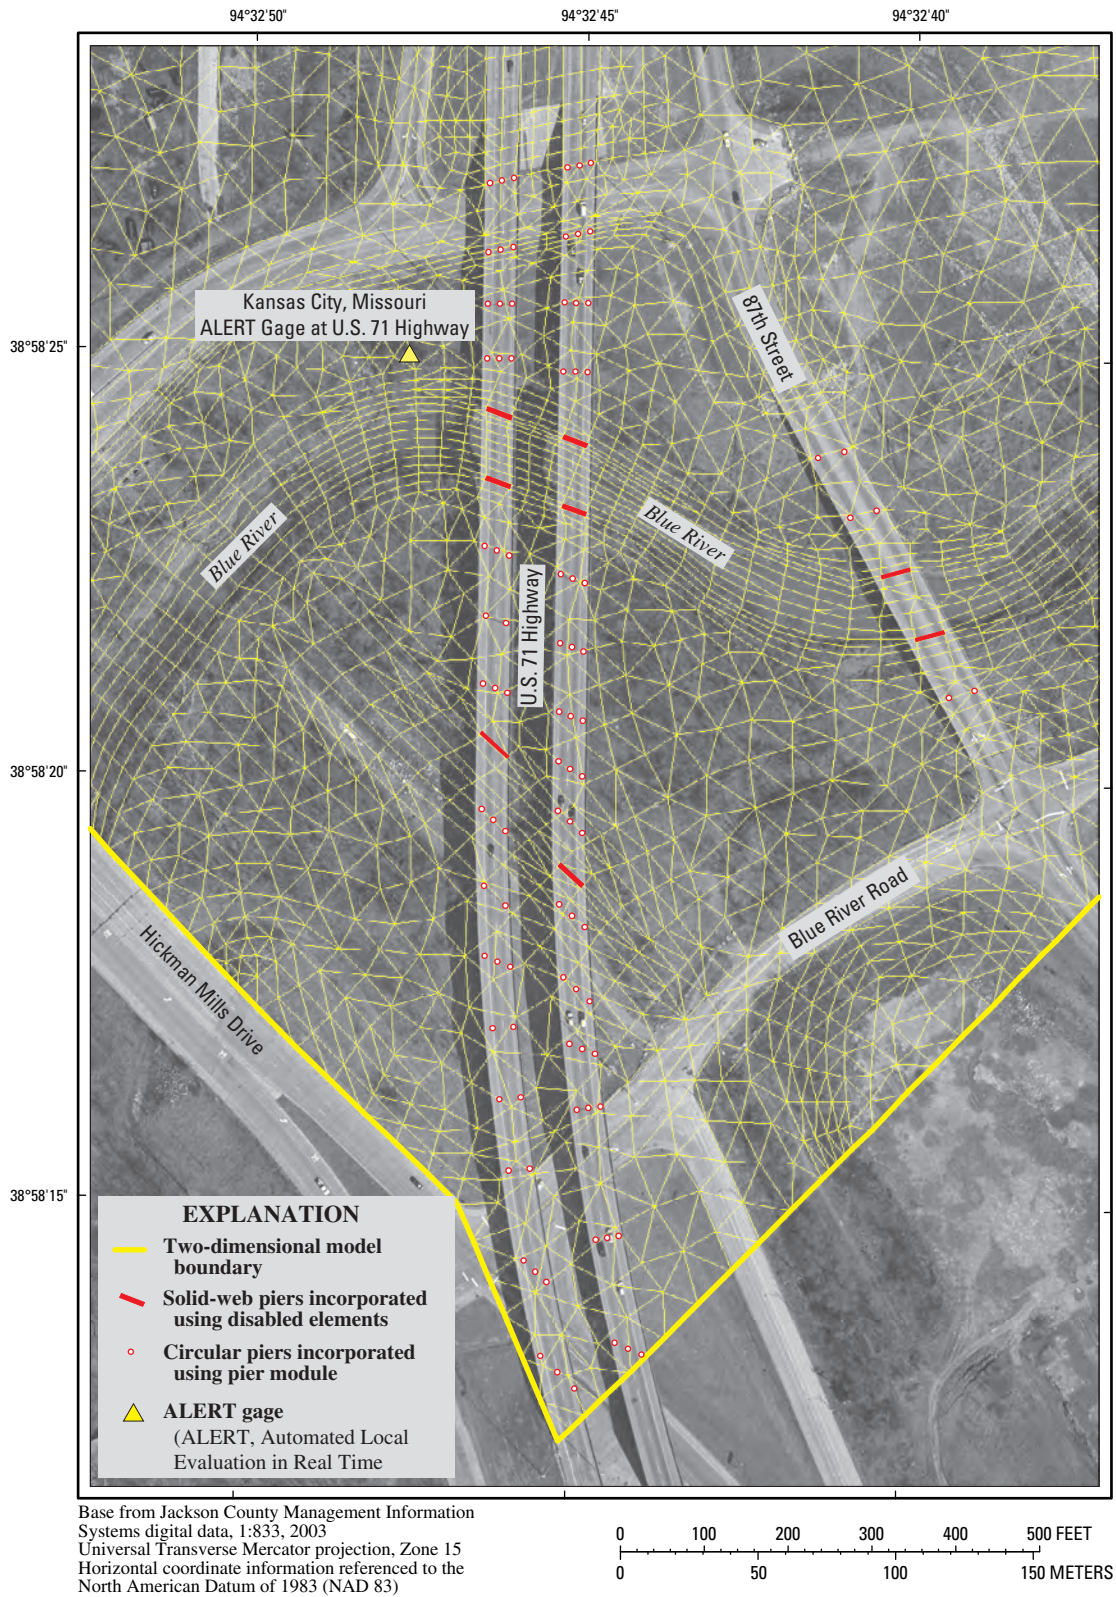 94°32'50" 94°32'45" 94°32'40"
Kansas City, Missouri
ALERT Gage at U.S. 71 Highway
87th Street
38°58'25"
Blue River
Blue River
U.S. 71 Highway
38°58'20"
Blue River Road
Hickman Mills Drive
38°58'15"
EXPLANATION
Two-dimensional model
boundary
Solid-web piers incorporated
using disabled elements
Circular piers incorporated
using pier module
ALERT gage
(ALERT, Automated Local
Evaluation in Real Time
Base from Jackson County Management Information
Systems digital data, 1:833, 2003
Universal Transverse Mercator projection, Zone 15
Horizontal coordinate information referenced to the
North American Datum of 1983 (NAD 83)
0 100 200 300 400 500 FEET
0 50 100 150 METERS